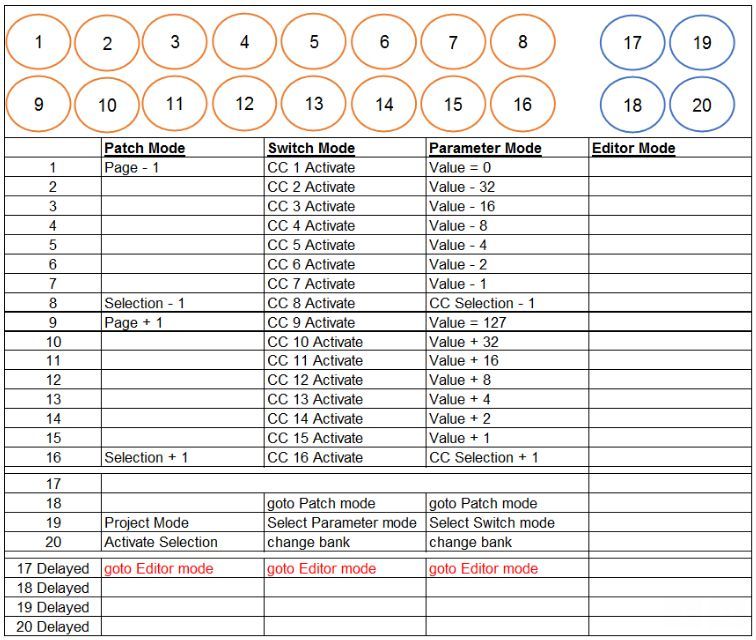 1 2 3 4 5 6 7 8 17 19
9 10 11 12 13 14 15 16 18 20
Patch Mode Switch Mode Parameter Mode Editor Mode
1 Page - 1 CC 1 Activate Value = 0
2 CC 2 Activate Value - 32
3 CC 3 Activate Value - 16
4 CC 4 Activate Value - 8
5 CC 5 Activate Value - 4
6 CC 6 Activate Value - 2
7 CC 7 Activate Value - 1
8 Selection - 1 CC 8 Activate CC Selection - 1
9 Page + 1 CC 9 Activate Value = 127
10 CC 10 Activate Value + 32
11 CC 11 Activate Value + 16
12 CC 12 Activate Value + 8
13 CC 13 Activate Value + 4
14 CC 14 Activate Value + 2
15 CC 15 Activate Value + 1
16 Selection + 1 CC 16 Activate CC Selection + 1
17
18 goto Patch mode goto Patch mode
19 Project Mode Select Parameter mode Select Switch mode
20 Activate Selection change bank change bank
17 Delayed goto Editor mode goto Editor mode goto Editor mode
18 Delayed
19 Delayed
20 Delayed